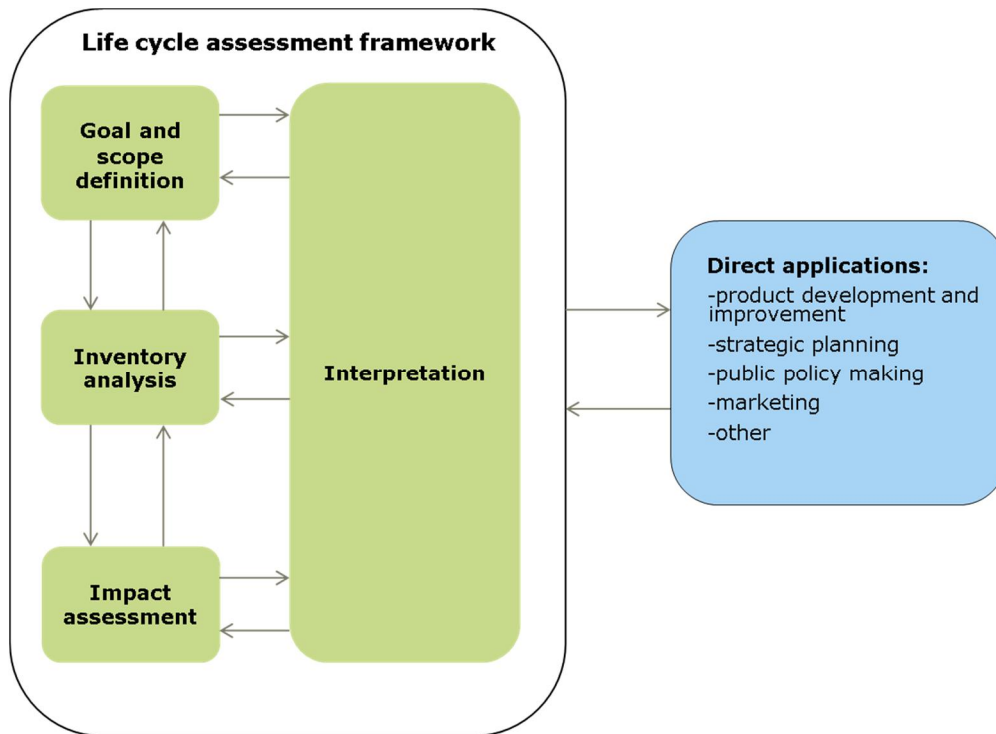 Life cycle assessment framework
Goal and
scope
definition
Inventory
analysis
Impact
assessment
Interpretation
Direct applications:
-product development and
improvement
-strategic planning
-public policy making
-marketing
-other